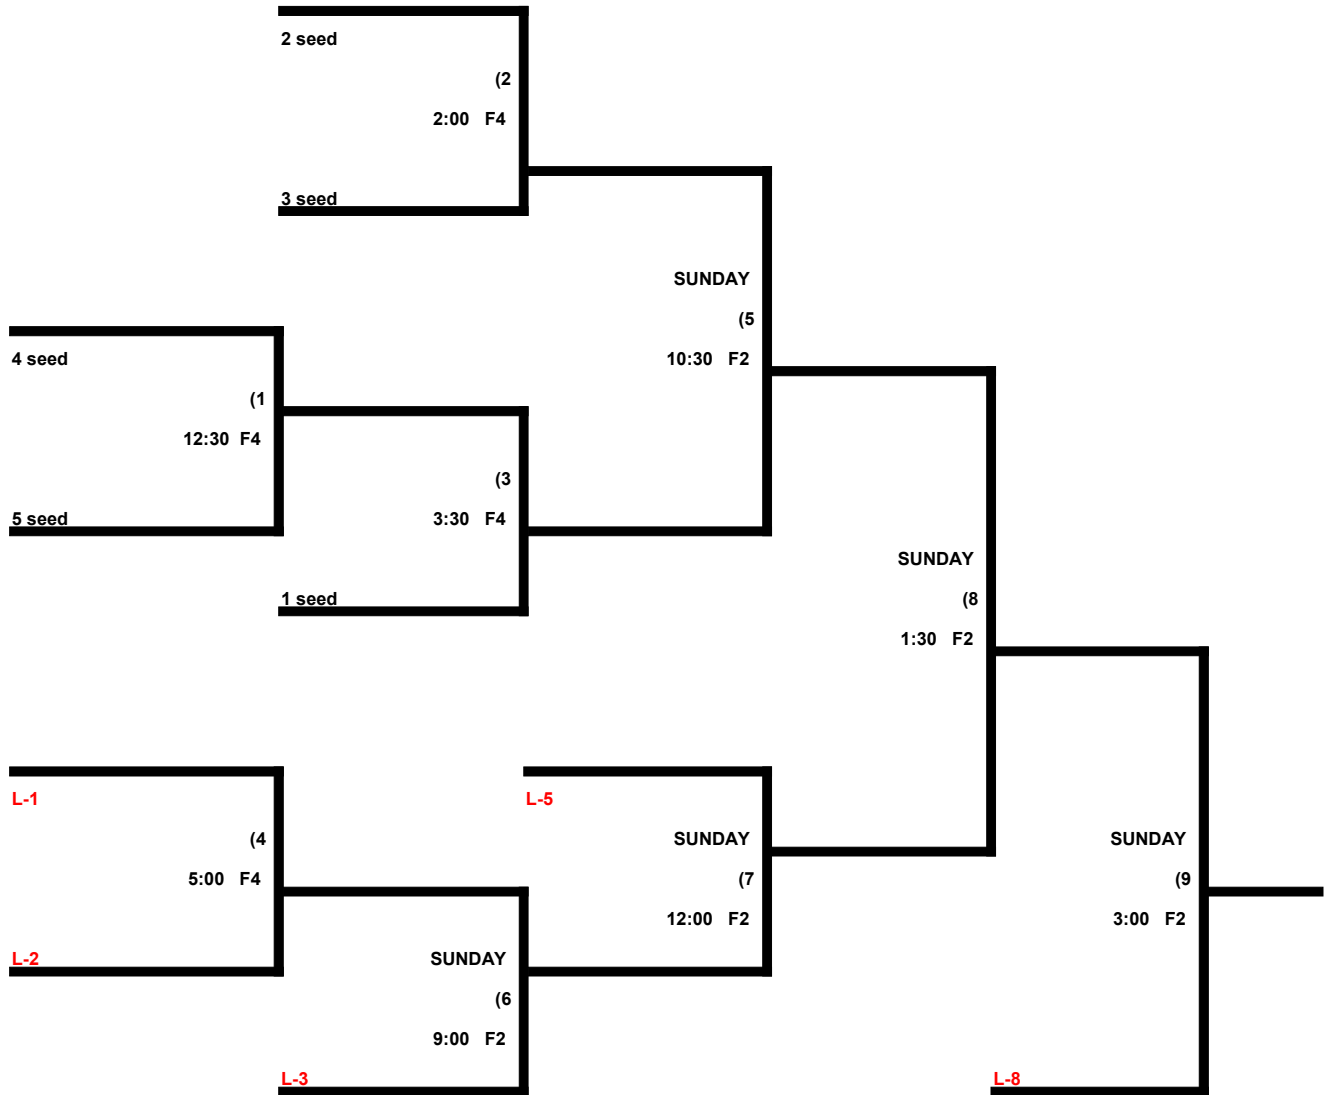 2 seed
(2
2:00 F4
3 seed
SUNDAY
(5
10:30 F2
4 seed
(1
12:30 F4
5 seed
(3
3:30 F4
1 seed
SUNDAY
(8
1:30 F2
L-1
(4
5:00 F4
L-2
L-5
SUNDAY
(7
12:00 F2
SUNDAY
(6
9:00 F2
L-3
SUNDAY
(9
3:00 F2
L-8